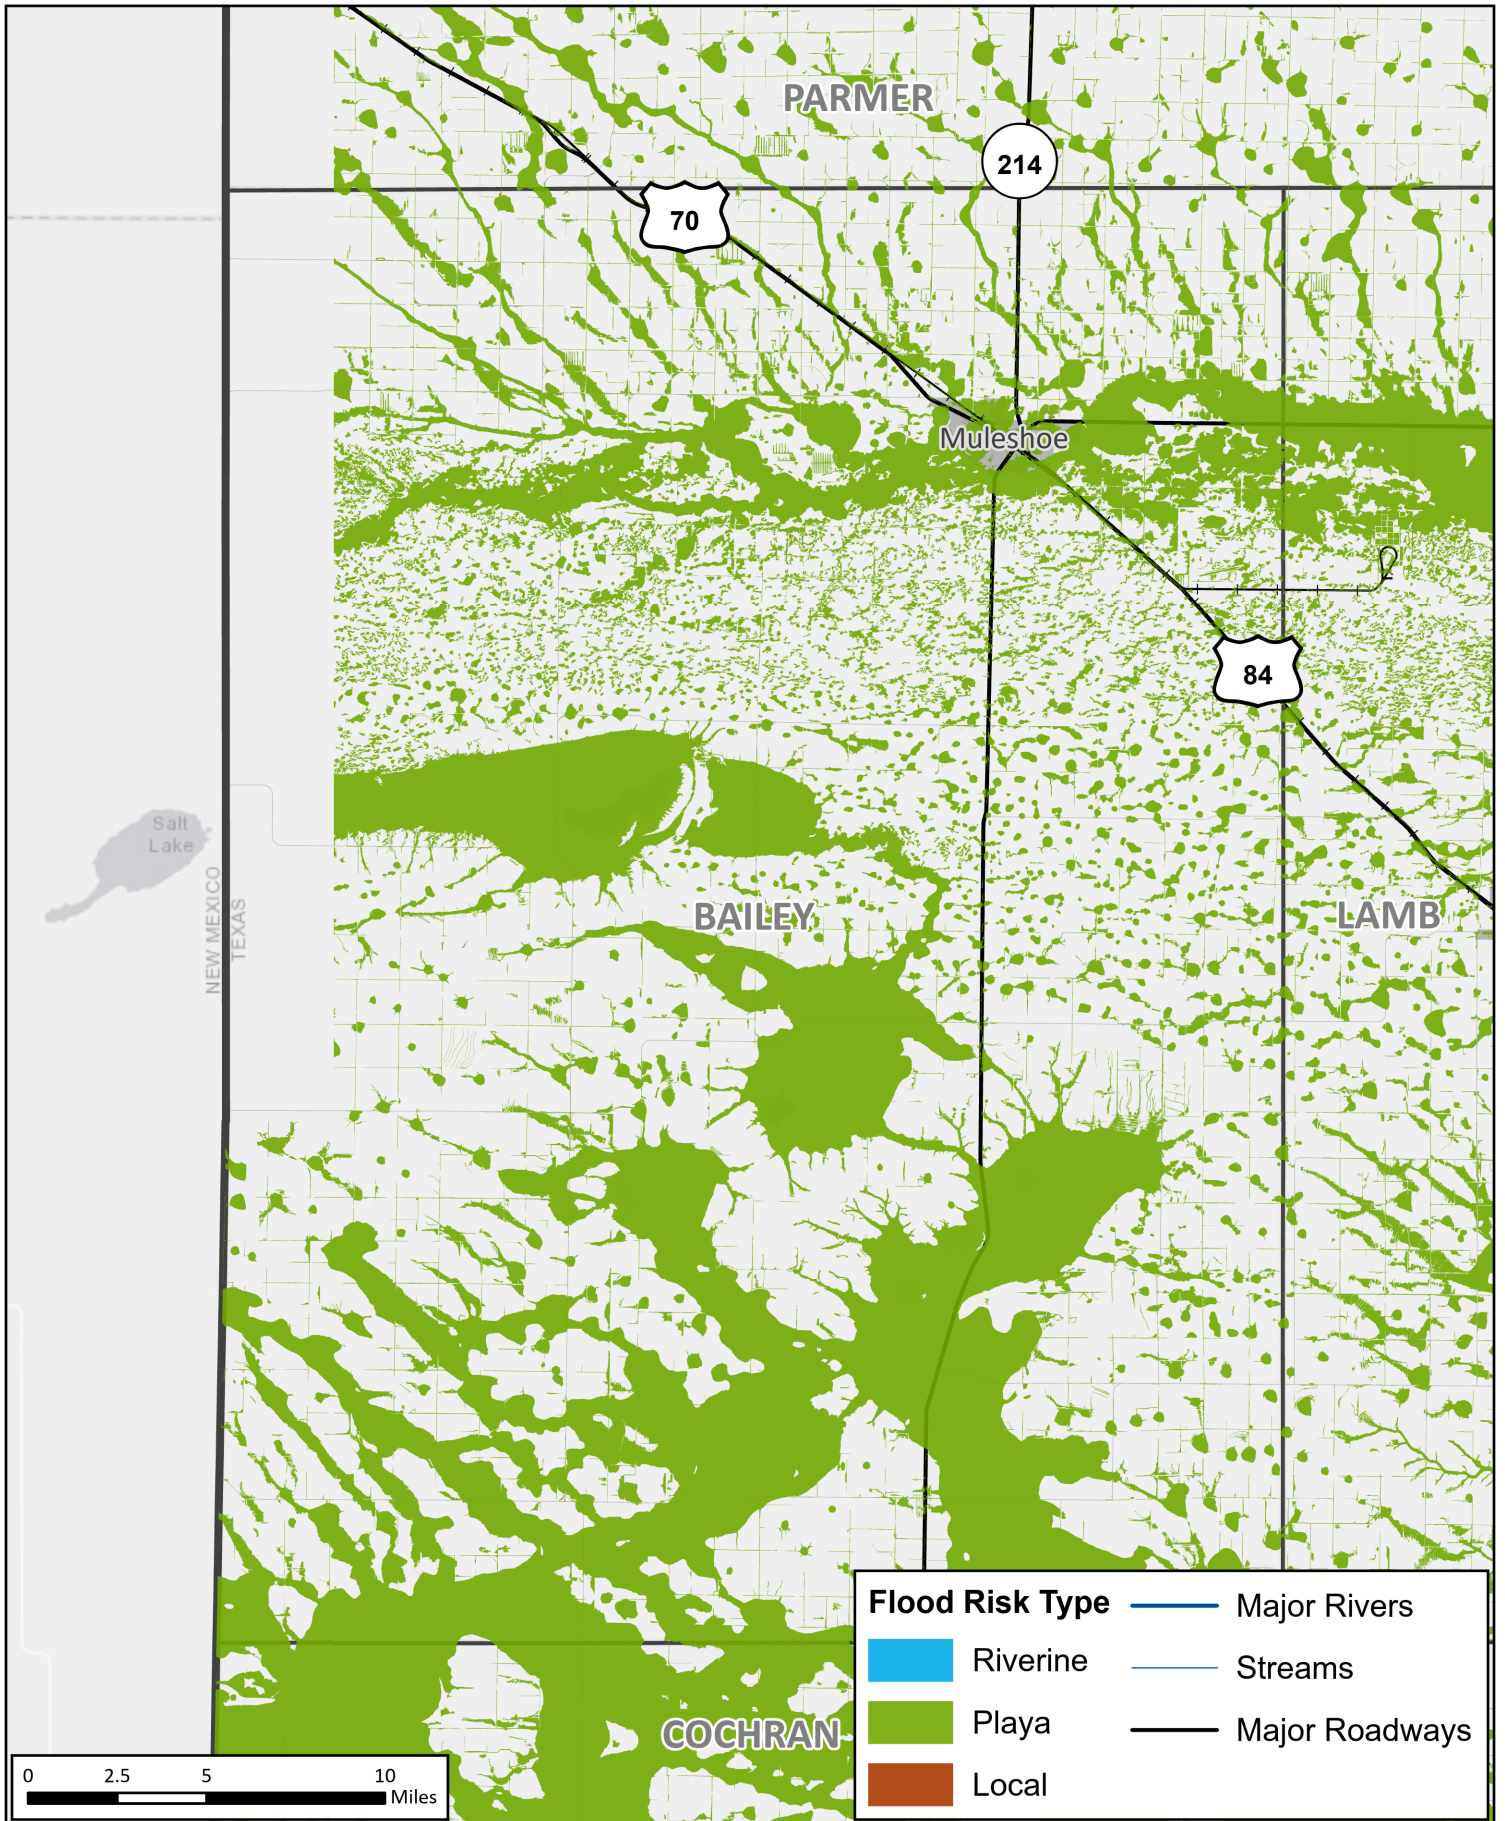 PARMER
214
70
Muleshoe
84
Salt
Lake
NEW MEXICO
TEXAS
BAILEY
LAMB
COCHRAN
Flood Risk Type
Riverine
Playa
Local
Major Rivers
Streams
Major Roadways
0 2.5 5 10
Miles